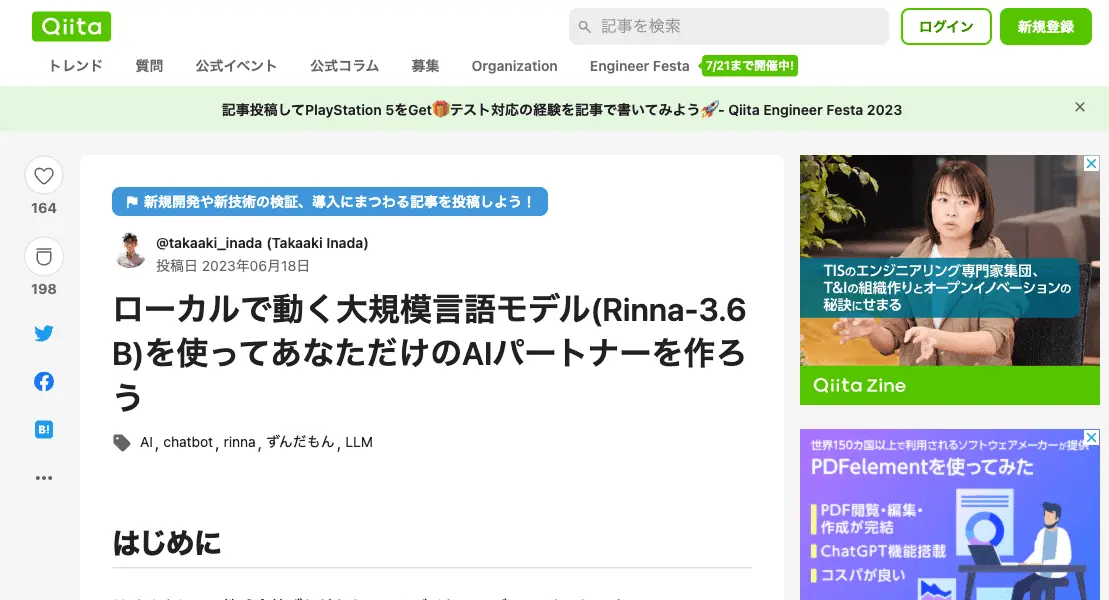 Qiita
記事を検索
ログイン
新規登録
トレンド 質問 公式イベント 公式コラム 募集 Organization Engineer Festa 7/21まで開催中!
記事投稿してPlayStation 5をGet🎁テスト対応の経験を記事で書いてみよう🚀- Qiita Engineer Festa 2023
164
198
B!
新規開発や新技術の検証、導入にまつわる記事を投稿しよう!
@takaaki_inada (Takaaki Inada)
投稿日 2023年06月18日
ローカルで動く大規模言語モデル(Rinna-3.6
B)を使ってあなただけのAIパートナーを作ろ
う
AI, chatbot, rinna, ずんだもん, LLM
はじめに
TISのエンジニアリング専門家集団、
T&Iの組織作りとオープンイノベーションの
秘訣にせまる
Qiita Zine
世界150カ国以上で利用されるソフトウェアメーカーが提供
PDFelementを使ってみた
PDF閲覧・編集・
作成が完結
ChatGPT機能搭載
コスパが良い